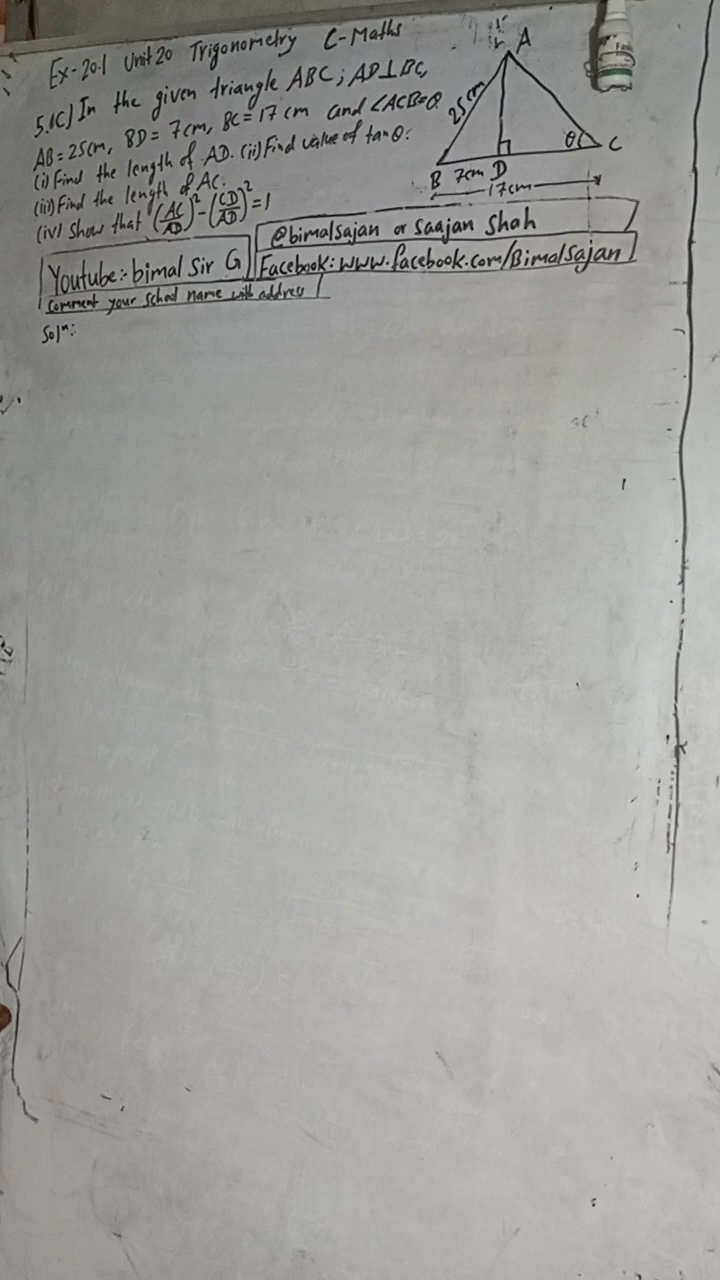 Ex-20.1 Unit 20 Trigonometry C-Maths
5.(C) In the given triangle ABC; AD⊥BC,
AB=25cm, BD=7cm, BC=17cm and ∠ACB=θ
(i) Find the length of AD. (ii) Find value of tanθ.
(iii) Find the length of AC.
(iv) Show that (AC/AD)²-(CD/AD)²=1
A
25cm
θ
C
B 7cm D
17cm
@bimalsajan or Saajan Shah
Youtube:- bimal Sir G
Facebook: www.facebook.com/Bimalsajan
Comment your school name with address
Solⁿ: